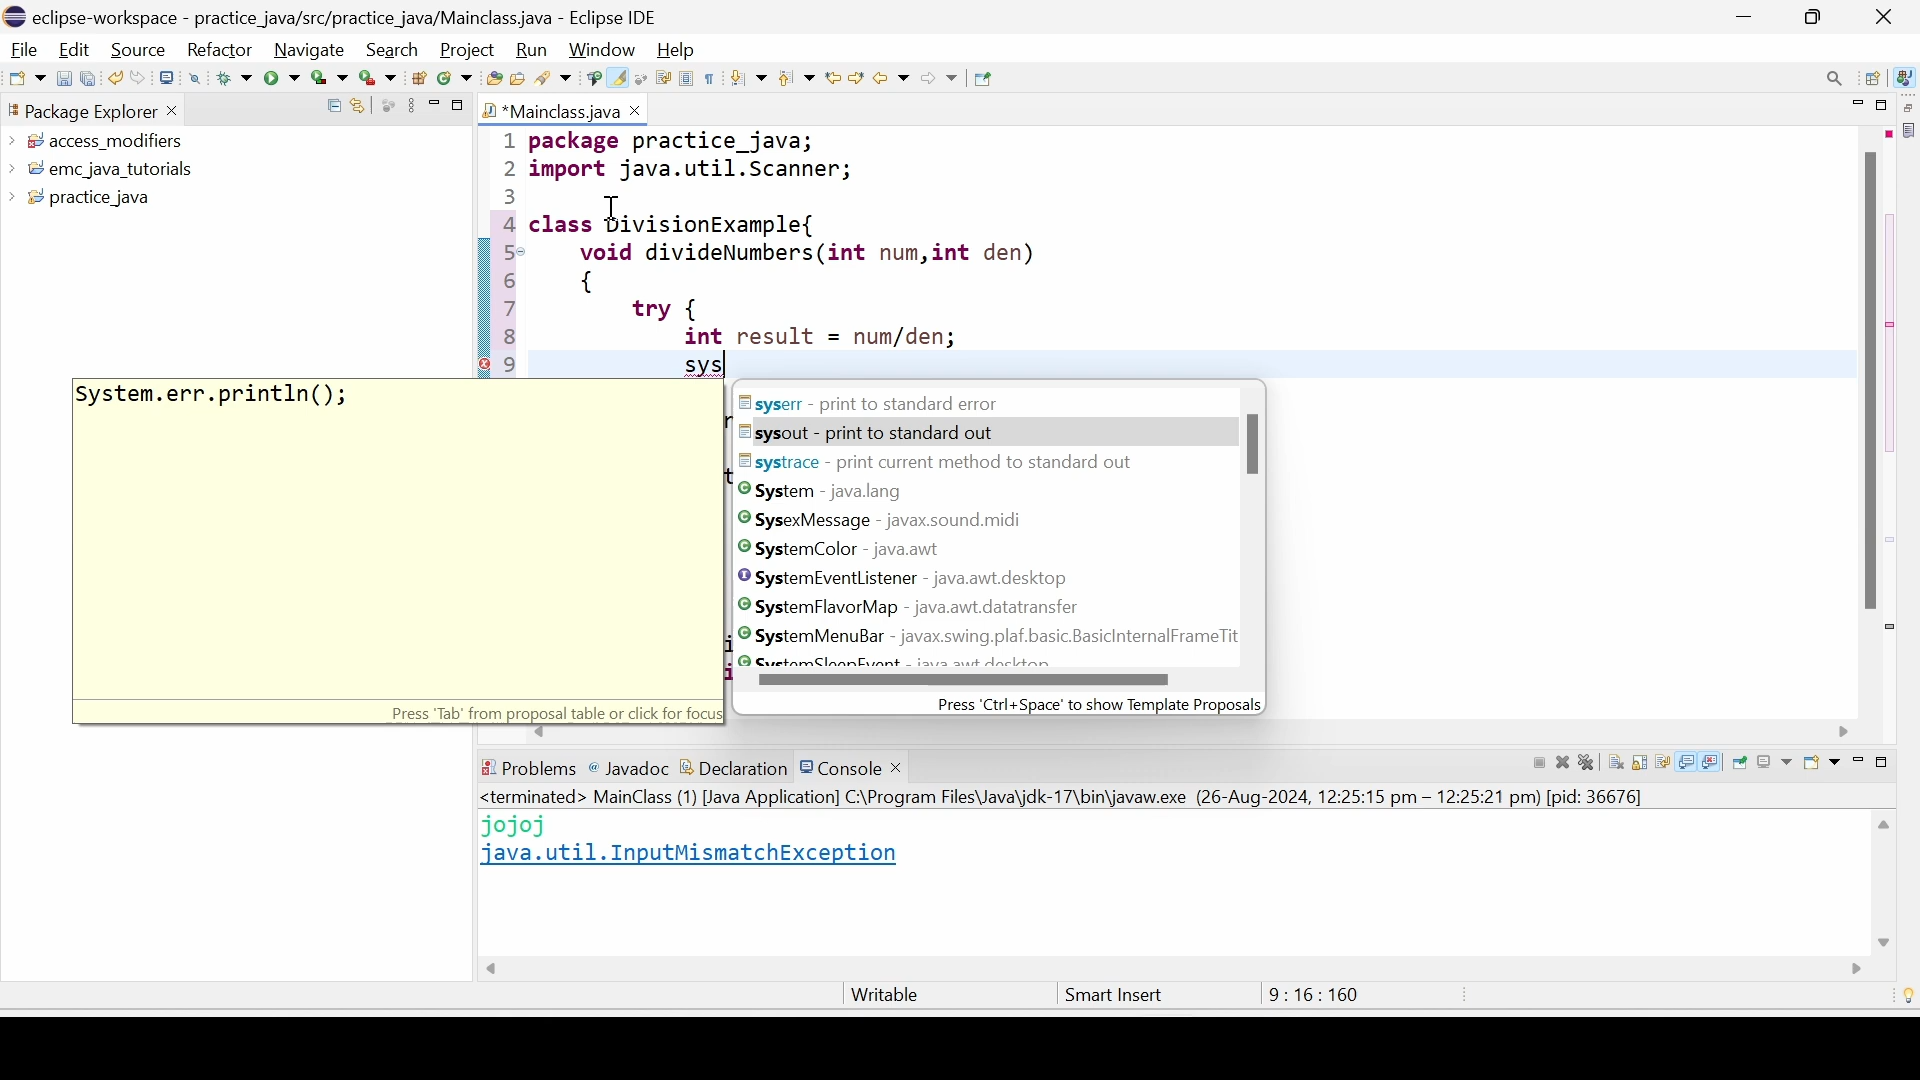 eclipse-workspace - practice_java/src/practice_java/Mainclass.java - Eclipse IDE
File Edit Source Refactor Navigate Search Project Run Window Help
Package Explorer
*Mainclass.java
access_modifiers
emc_java_tutorials
practice_java
1 package practice_java;
2 import java.util.Scanner;
3
4 class DivisionExample{
5 void divideNumbers(int num,int den)
6 {
7 try {
8 int result = num/den;
9 sys
System.err.println();
Press 'Tab' from proposal table or click for focus
syserr - print to standard error
sysout - print to standard out
systrace - print current method to standard out
System - java.lang
SysexMessage - javax.sound.midi
SystemColor - java.awt
SystemEventListener - java.awt.desktop
SystemFlavorMap - java.awt.datatransfer
SystemMenuBar - javax.swing.plaf.basic.BasicInternalFrameTit
SystemSleepEvent - java.awt.desktop
Press 'Ctrl+Space' to show Template Proposals
Problems Javadoc Declaration Console
<terminated> MainClass (1) [Java Application] C:\Program Files\Java\jdk-17\bin\javaw.exe (26-Aug-2024, 12:25:15 pm – 12:25:21 pm) [pid: 36676]
jojoj
java.util.InputMismatchException
Writable Smart Insert 9 : 16 : 160